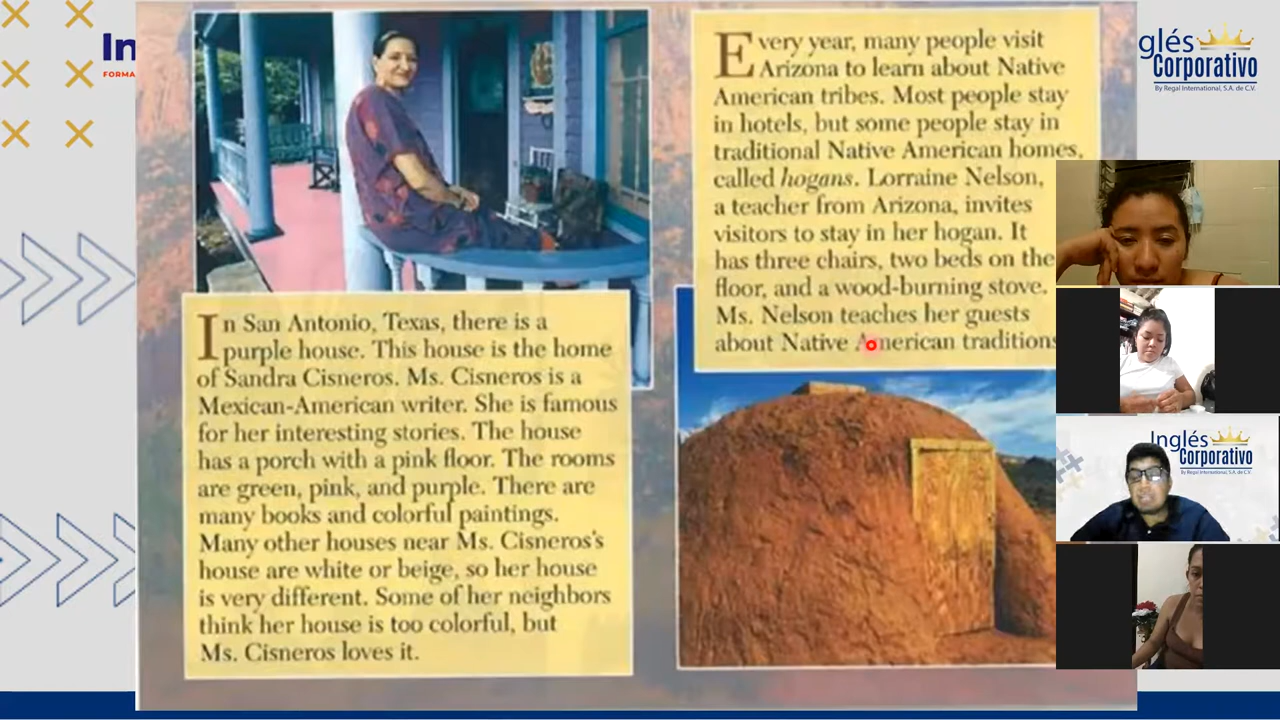 In
FORMA
glés
Corporativo
By Regal International, S.A. de C.V.
In San Antonio, Texas, there is a
purple house. This house is the home
of Sandra Cisneros. Ms. Cisneros is a
Mexican-American writer. She is famous
for her interesting stories. The house
has a porch with a pink floor. The rooms
are green, pink, and purple. There are
many books and colorful paintings.
Many other houses near Ms. Cisneros's
house are white or beige, so her house
is very different. Some of her neighbors
think her house is too colorful, but
Ms. Cisneros loves it.
Every year, many people visit
Arizona to learn about Native
American tribes. Most people stay
in hotels, but some people stay in
traditional Native American homes,
called hogans. Lorraine Nelson,
a teacher from Arizona, invites
visitors to stay in her hogan. It
has three chairs, two beds on the
floor, and a wood-burning stove.
Ms. Nelson teaches her guests
about Native American traditions
Inglés
Corporativo
By Regal International, S.A. de C.V.